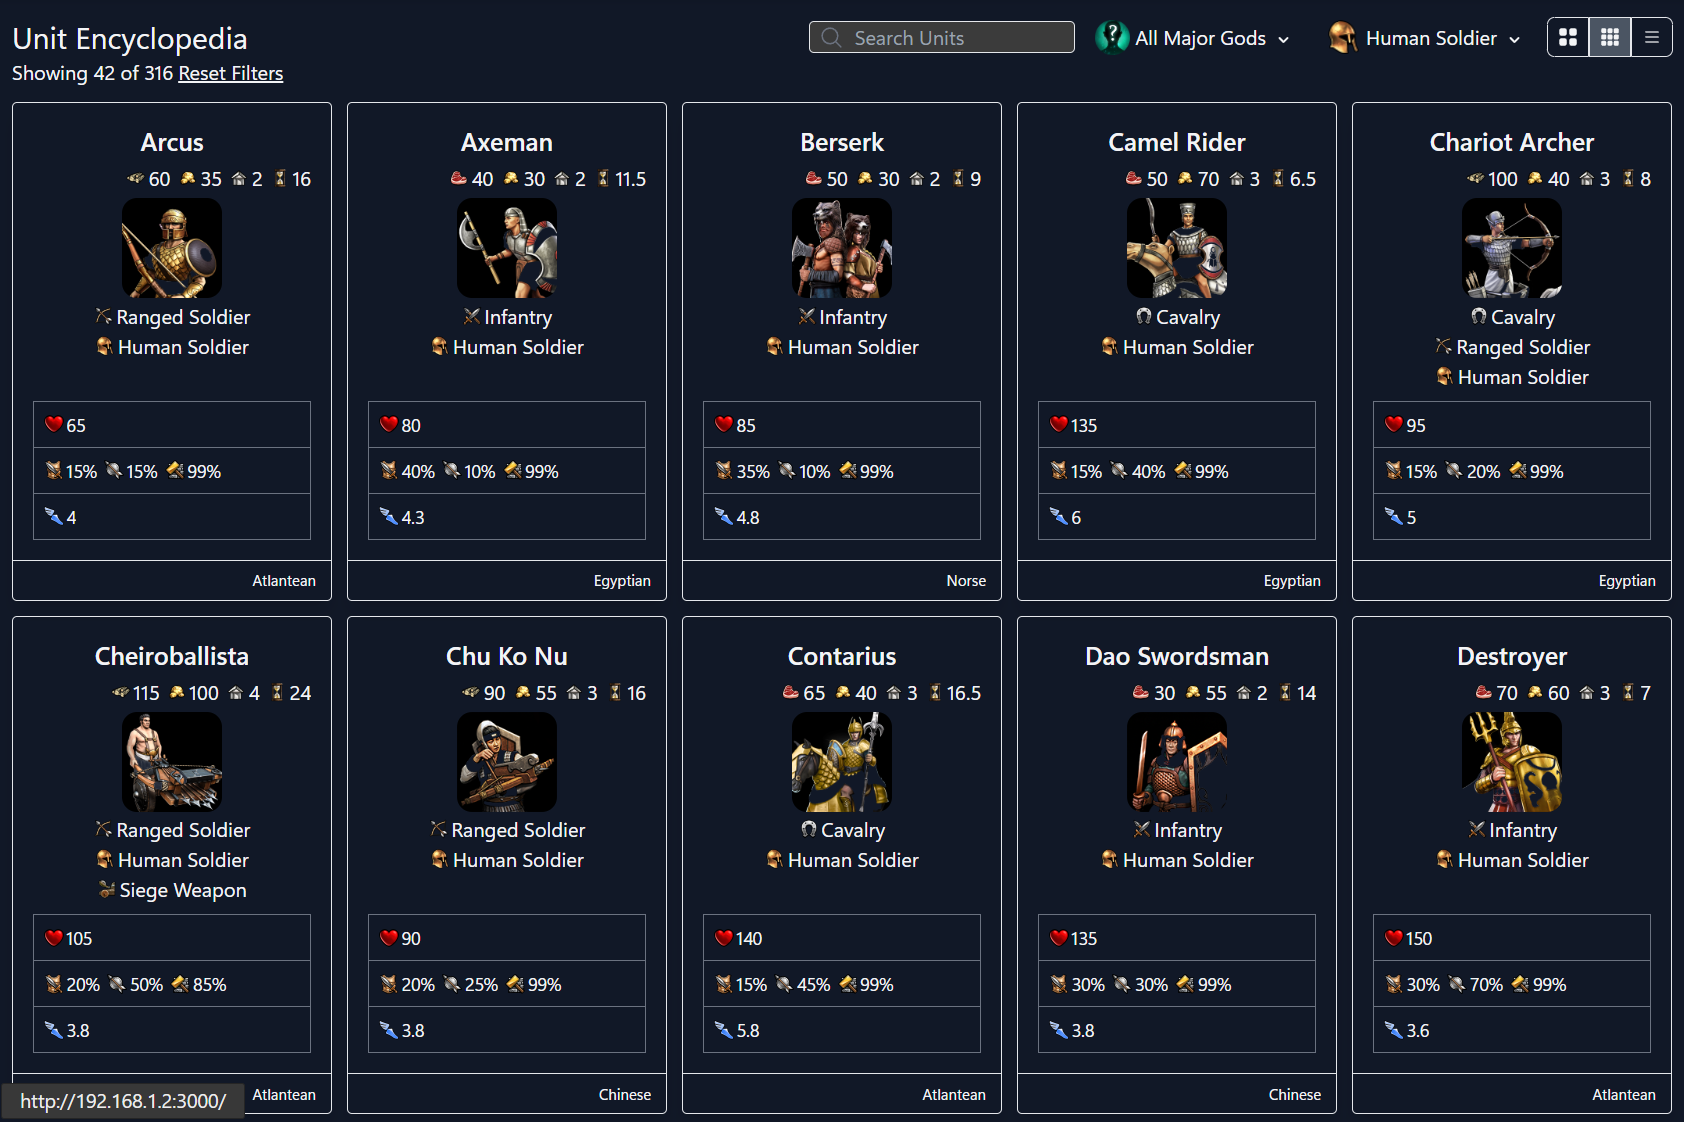 Unit Encyclopedia
Search Units
All Major Gods
Human Soldier
Showing 42 of 316 Reset Filters
Arcus
60 35 2 16
Ranged Soldier
Human Soldier
65
15% 15% 99%
4
Atlantean
Axeman
40 30 2 11.5
Infantry
Human Soldier
80
40% 10% 99%
4.3
Egyptian
Berserk
50 30 2 9
Infantry
Human Soldier
85
35% 10% 99%
4.8
Norse
Camel Rider
50 70 3 6.5
Cavalry
Human Soldier
135
15% 40% 99%
6
Egyptian
Chariot Archer
100 40 3 8
Cavalry
Ranged Soldier
Human Soldier
95
15% 20% 99%
5
Egyptian
Cheiroballista
115 100 4 24
Ranged Soldier
Human Soldier
Siege Weapon
105
20% 50% 85%
3.8
Atlantean
Chu Ko Nu
90 55 3 16
Ranged Soldier
Human Soldier
90
20% 25% 99%
3.8
Chinese
Contarius
65 40 3 16.5
Cavalry
Human Soldier
140
15% 45% 99%
5.8
Atlantean
Dao Swordsman
30 55 2 14
Infantry
Human Soldier
135
30% 30% 99%
3.8
Chinese
Destroyer
70 60 3 7
Infantry
Human Soldier
150
30% 70% 99%
3.6
Atlantean
http://192.168.1.2:3000/